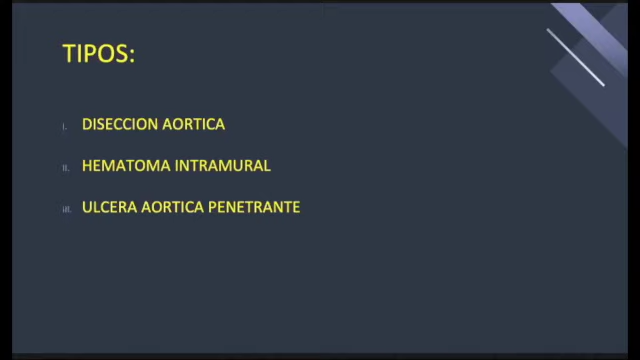 TIPOS:
I. DISECCION AORTICA
II. HEMATOMA INTRAMURAL
III. ULCERA AORTICA PENETRANTE